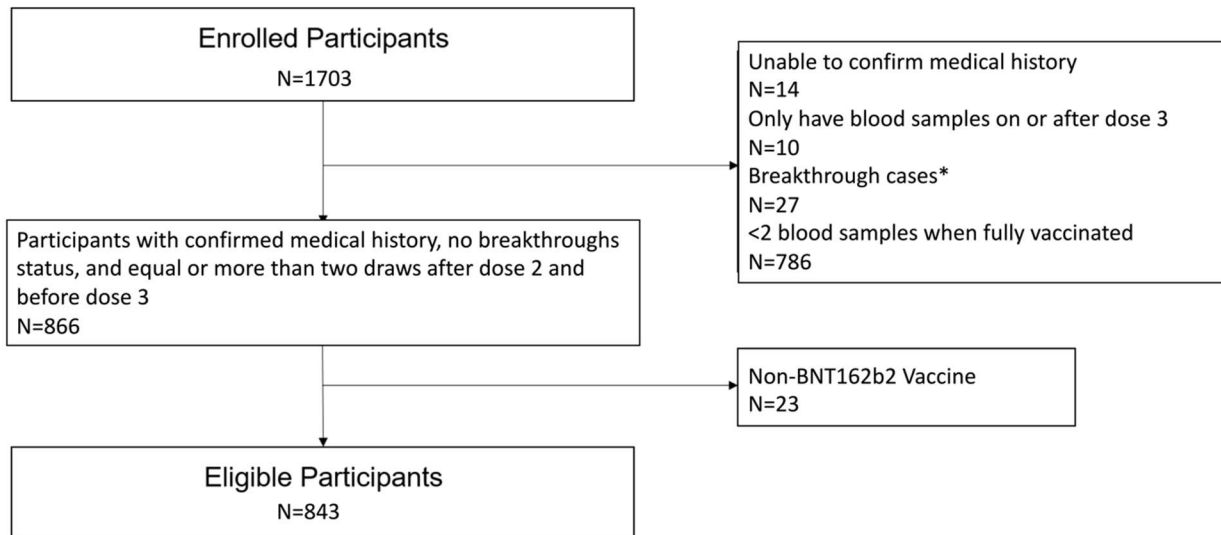 Enrolled Participants
N=1703
Unable to confirm medical history
N=14
Only have blood samples on or after dose 3
N=10
Breakthrough cases*
N=27
<2 blood samples when fully vaccinated
N=786
Participants with confirmed medical history, no breakthroughs
status, and equal or more than two draws after dose 2 and
before dose 3
N=866
Non-BNT162b2 Vaccine
N=23
Eligible Participants
N=843